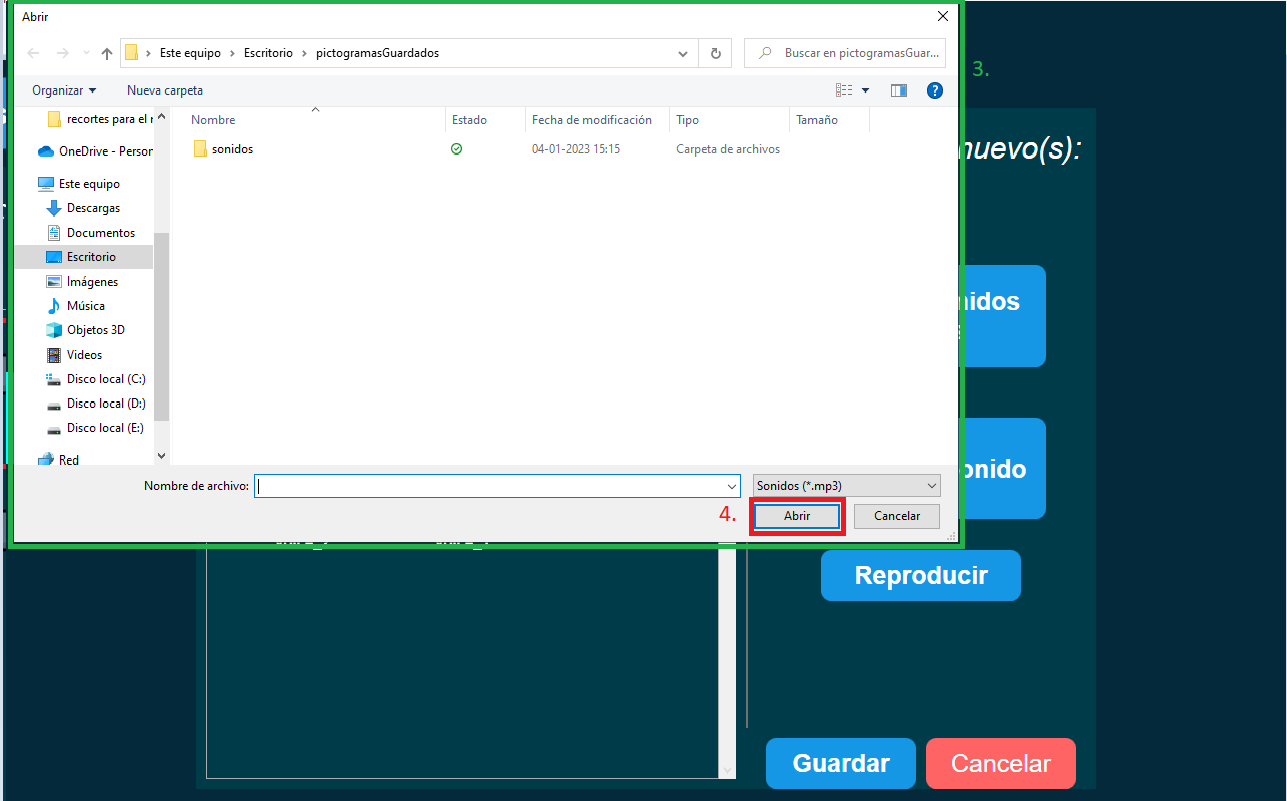 Abrir
Este equipo > Escritorio > pictogramasGuardados
Buscar en pictogramasGuar...
3.
Organizar
Nueva carpeta
?
Nombre
Estado
Fecha de modificación
Tipo
Tamaño
recortes para el r
sonidos
04-01-2023 15:15
Carpeta de archivos
nuevo(s):
OneDrive - Person
Este equipo
Descargas
Documentos
Escritorio
Imágenes
Música
Objetos 3D
Videos
Disco local (C:)
Disco local (D:)
Disco local (E:)
Red
nidos
onido
Nombre de archivo:
Sonidos (*.mp3)
4.
Abrir
Cancelar
Reproducir
Guardar
Cancelar